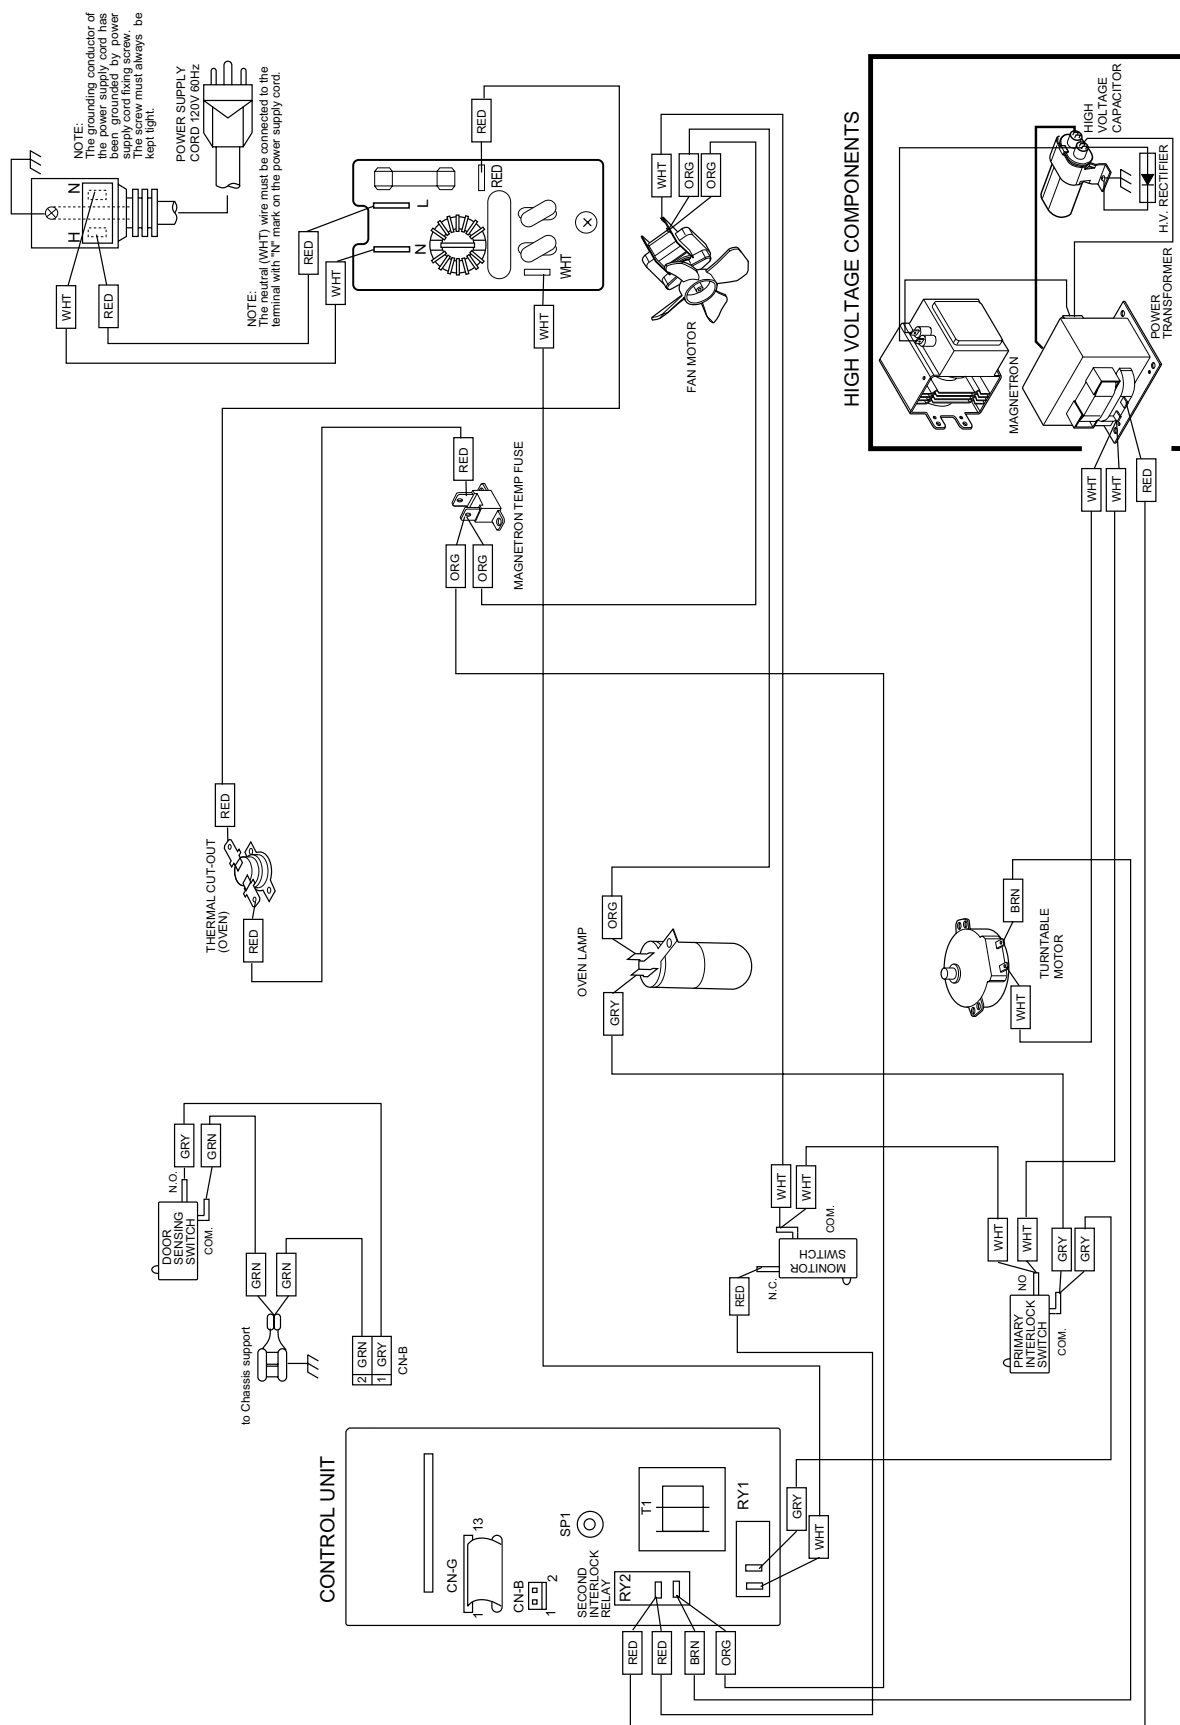 NOTE:
The grounding conductor of
the power supply cord has
been grounded by power
supply cord fixing screw.
The screw must always be
kept tight.
POWER SUPPLY
CORD 120V 60Hz
H
N
WHT
RED
NOTE:
The neutral (WHT) wire must be connected to the
terminal with "N" mark on the power supply cord.
RED
WHT
N
L
RED
WHT
RED
WHT
WHT
ORG
ORG
FAN MOTOR
HIGH VOLTAGE COMPONENTS
HIGH
VOLTAGE
CAPACITOR
H.V. RECTIFIER
MAGNETRON
POWER
TRANSFORMER
WHT
WHT
RED
RED
MAGNETRON TEMP FUSE
ORG
ORG
RED
THERMAL CUT-OUT
(OVEN)
RED
ORG
OVEN LAMP
GRY
BRN
TURNTABLE
MOTOR
WHT
GRY
GRN
N.O.
DOOR
SENSING
SWITCH
COM.
GRN
GRN
to Chassis support
2
GRN
1
GRY
CN-B
WHT
WHT
COM.
MONITOR
SWITCH
N.C.
RED
WHT
WHT
GRY
GRY
NO
PRIMARY
INTERLOCK
SWITCH
COM.
CONTROL UNIT
CN-G
1
13
CN-B
1
2
SP1
SECOND
INTERLOCK
RELAY
RY2
T1
RY1
GRY
WHT
RED
RED
BRN
ORG